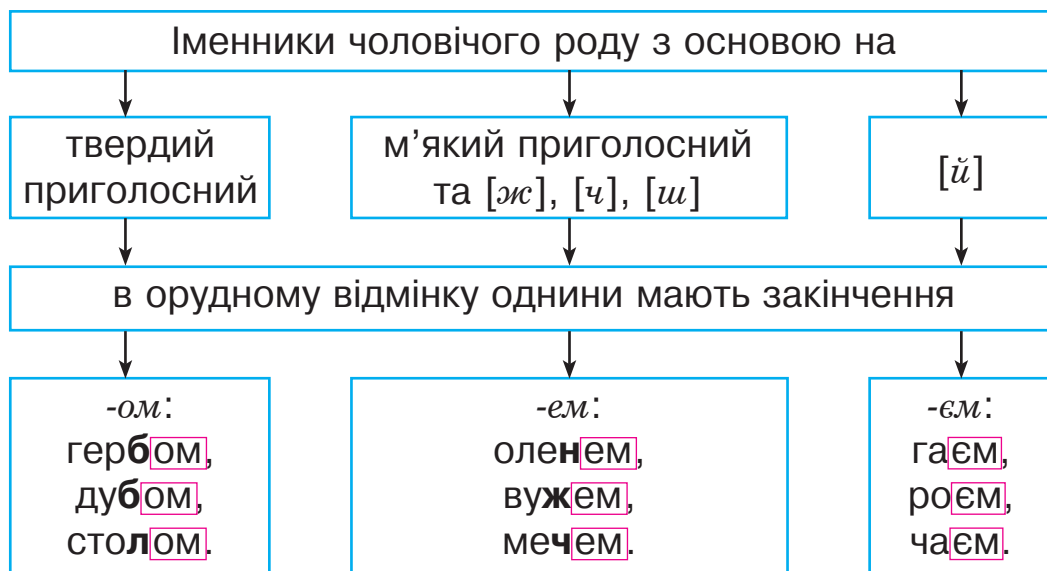 Іменники чоловічого роду з основою на
твердий
приголосний
м’який приголосний
та [ж], [ч], [ш]
[й]
в орудному відмінку однини мають закінчення
-ом:
гербом,
дубом,
столом.
-ем:
оленем,
вужем,
мечем.
-єм:
гаєм,
роєм,
чаєм.